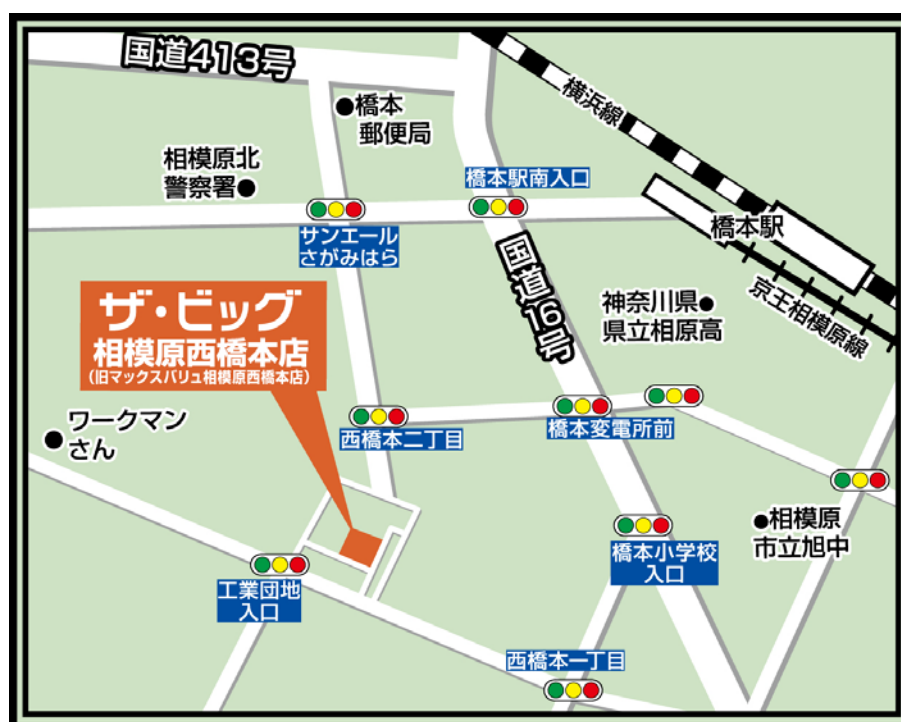 国道413号
横浜線
●橋本
郵便局
相模原北
警察署●
橋本駅南入口
サンエール
さがみはら
橋本駅
国道16号
京王相模原線
神奈川県●
県立相原高
ザ・ビッグ
相模原西橋本店
(旧マックスバリュ相模原西橋本店)
●ワークマン
さん
西橋本二丁目
橋本変電所前
●相模原
市立旭中
橋本小学校
入口
工業団地
入口
西橋本一丁目